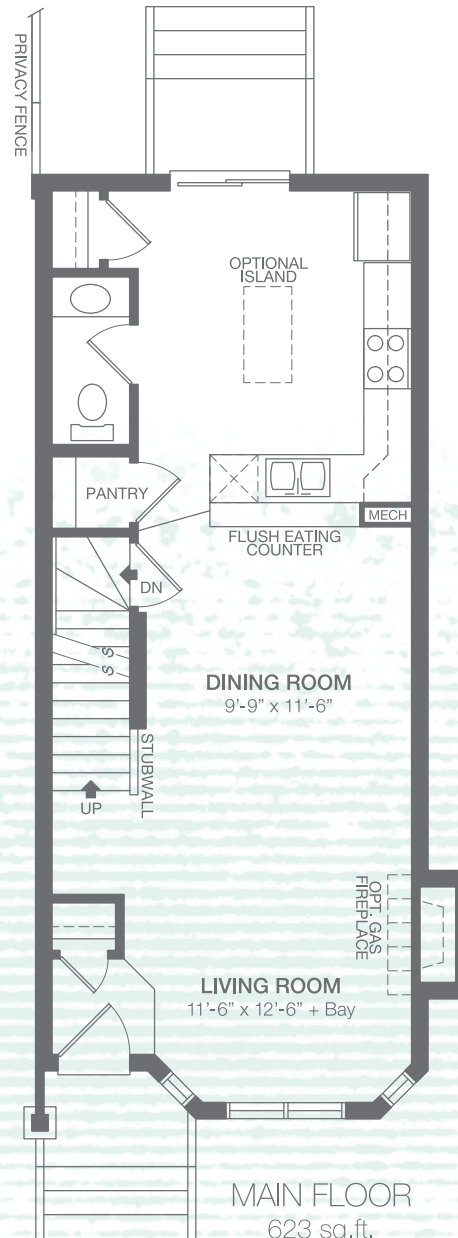 PRIVACY FENCE
OPTIONAL
ISLAND
PANTRY
MECH
FLUSH EATING
COUNTER
DN
DINING ROOM
9’-9” x 11’-6”
S S
STUBWALL
UP
OPT. GAS
FIREPLACE
LIVING ROOM
11’-6” x 12’-6” + Bay
MAIN FLOOR
623 sq.ft.